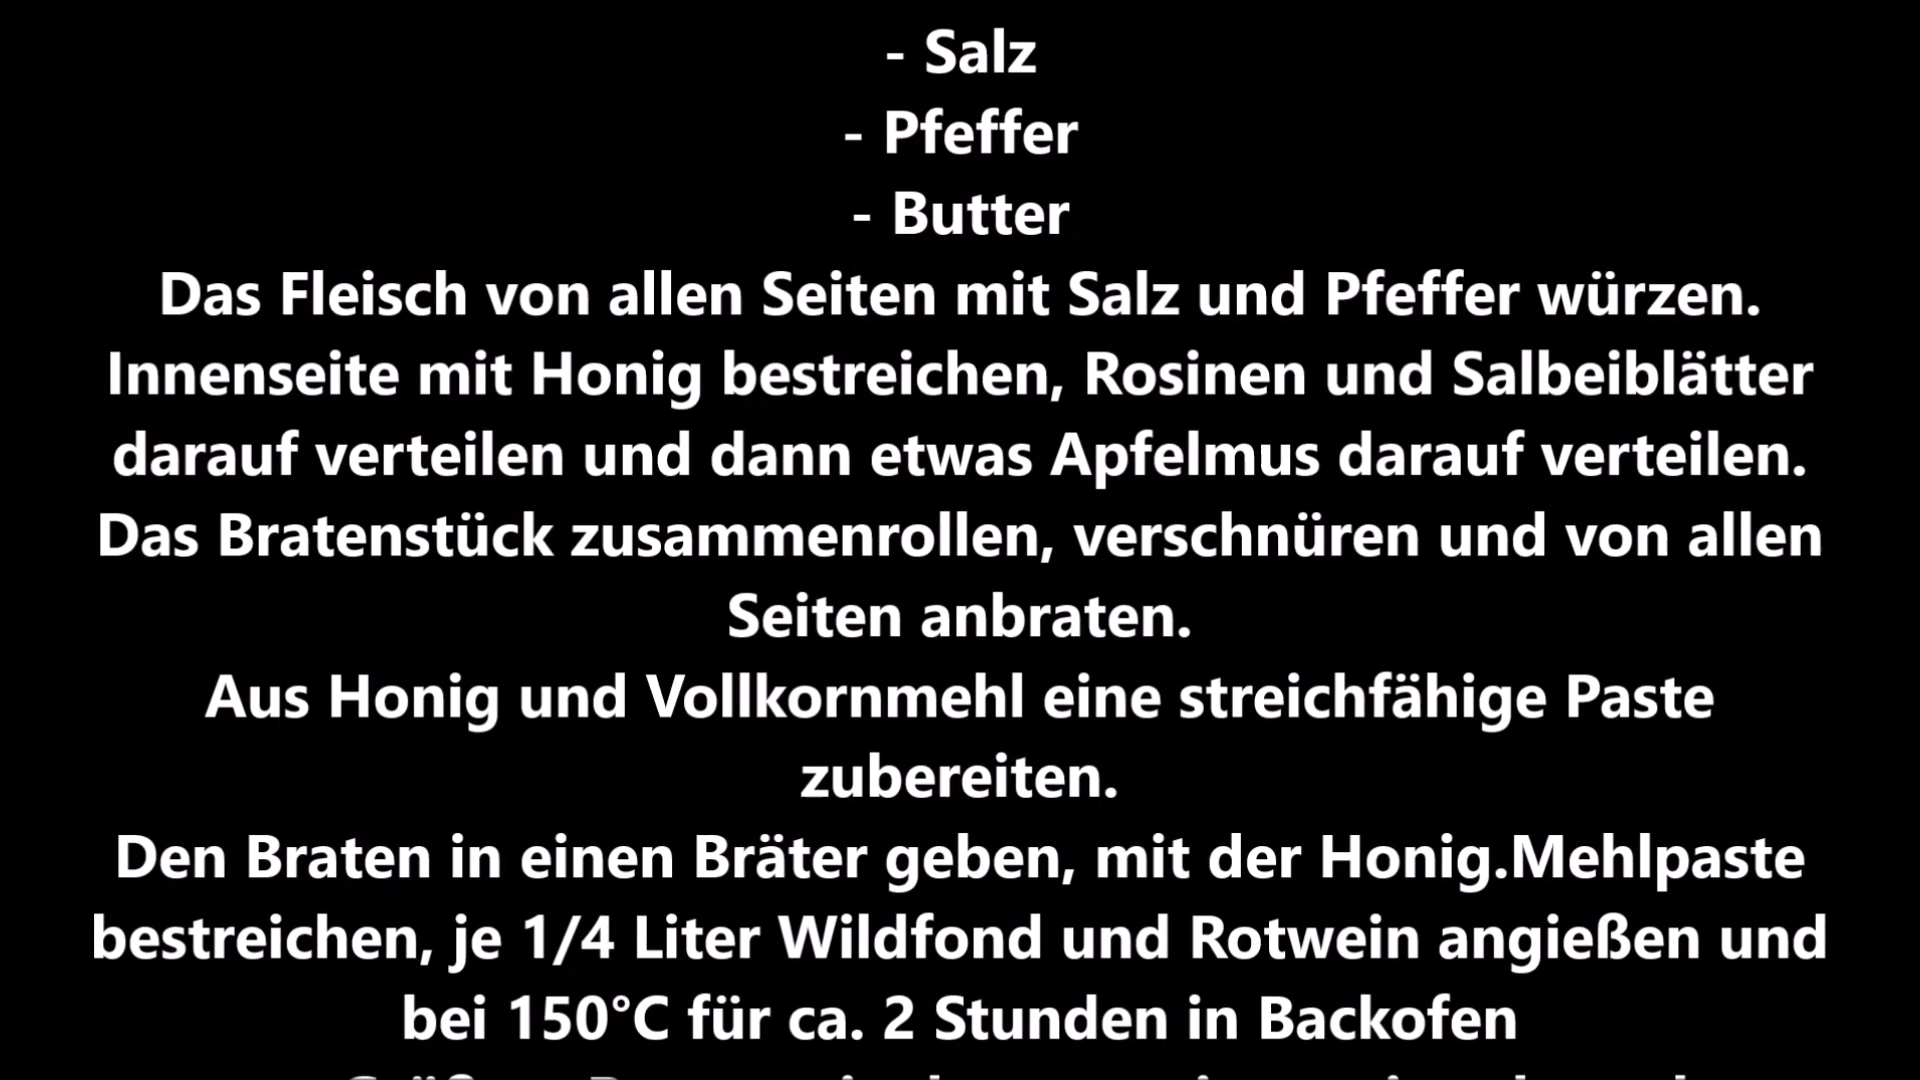 - Salz
- Pfeffer
- Butter
Das Fleisch von allen Seiten mit Salz und Pfeffer würzen.
Innenseite mit Honig bestreichen, Rosinen und Salbeiblätter
darauf verteilen und dann etwas Apfelmus darauf verteilen.
Das Bratenstück zusammenrollen, verschnüren und von allen
Seiten anbraten.
Aus Honig und Vollkornmehl eine streichfähige Paste
zubereiten.
Den Braten in einen Bräter geben, mit der Honig.Mehlpaste
bestreichen, je 1/4 Liter Wildfond und Rotwein angießen und
bei 150°C für ca. 2 Stunden in Backofen